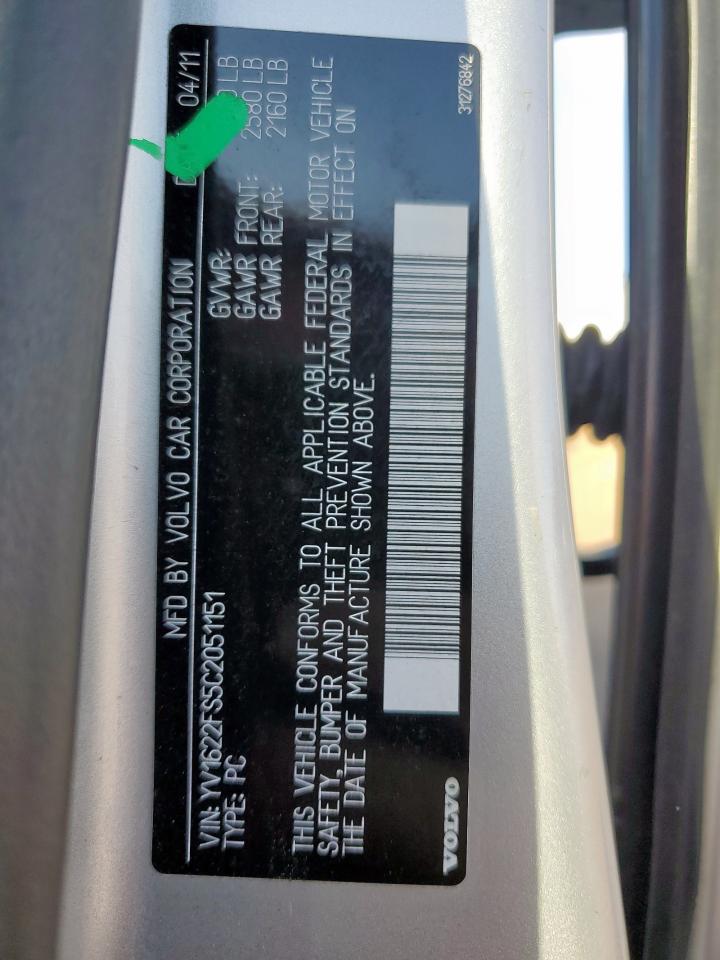 MFD BY VOLVO CAR CORPORATION 04/11
VIN: YV1622FS5C2051151
TYPE: PC
GVWR: LB
GAWR FRONT: 2580 LB
GAWR REAR: 2160 LB
THIS VEHICLE CONFORMS TO ALL APPLICABLE FEDERAL MOTOR VEHICLE
SAFETY, BUMPER AND THEFT PREVENTION STANDARDS IN EFFECT ON
THE DATE OF MANUFACTURE SHOWN ABOVE.
VOLVO
31276842